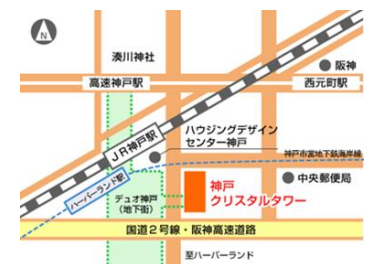 N
湊川神社
阪神
高速神戸駅
西元町駅
JR神戸駅
ハウジングデザイン
センター神戸
神戸市営地下鉄海岸線
ハーバーランド駅
デュオ神戸
(地下街)
神戸
クリスタルタワー
中央郵便局
国道2号線・阪神高速道路
至ハーバーランド